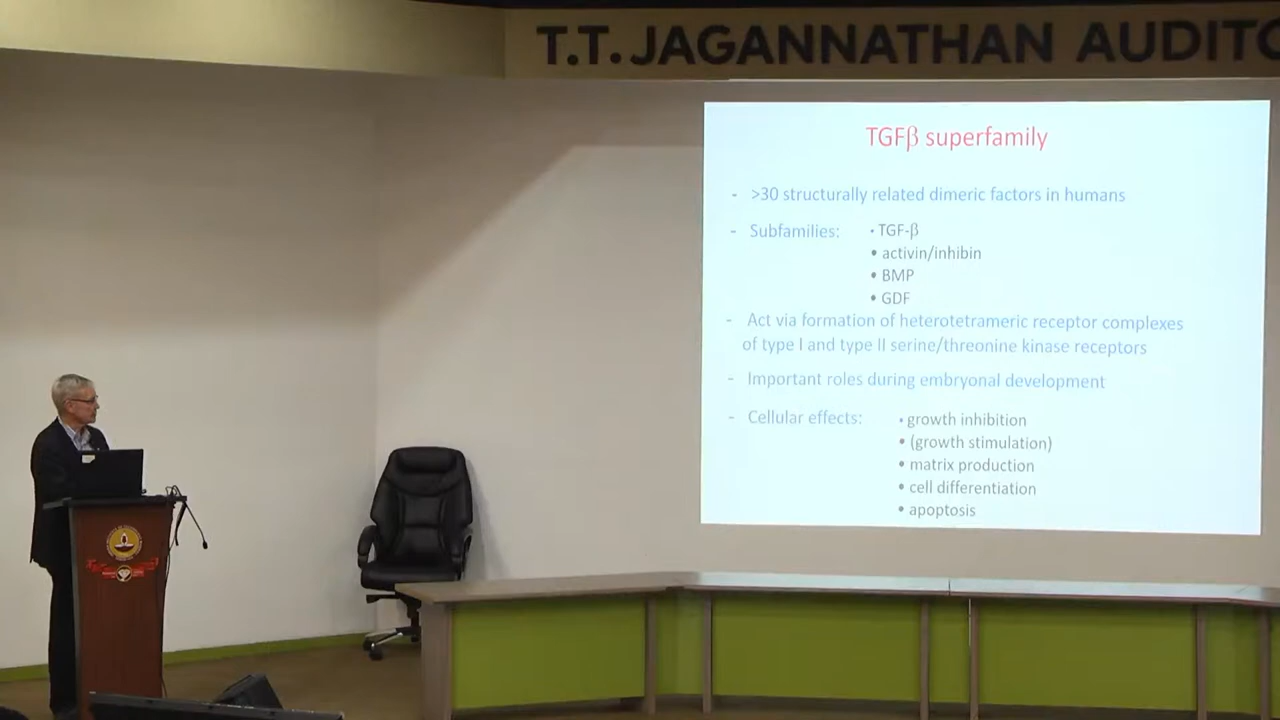 T.T. JAGANNATHAN AUDITO
TGFβ superfamily
- >30 structurally related dimeric factors in humans
- Subfamilies: • TGF-β
• activin/inhibin
• BMP
• GDF
- Act via formation of heterotetrameric receptor complexes
of type I and type II serine/threonine kinase receptors
- Important roles during embryonal development
- Cellular effects: • growth inhibition
• (growth stimulation)
• matrix production
• cell differentiation
• apoptosis